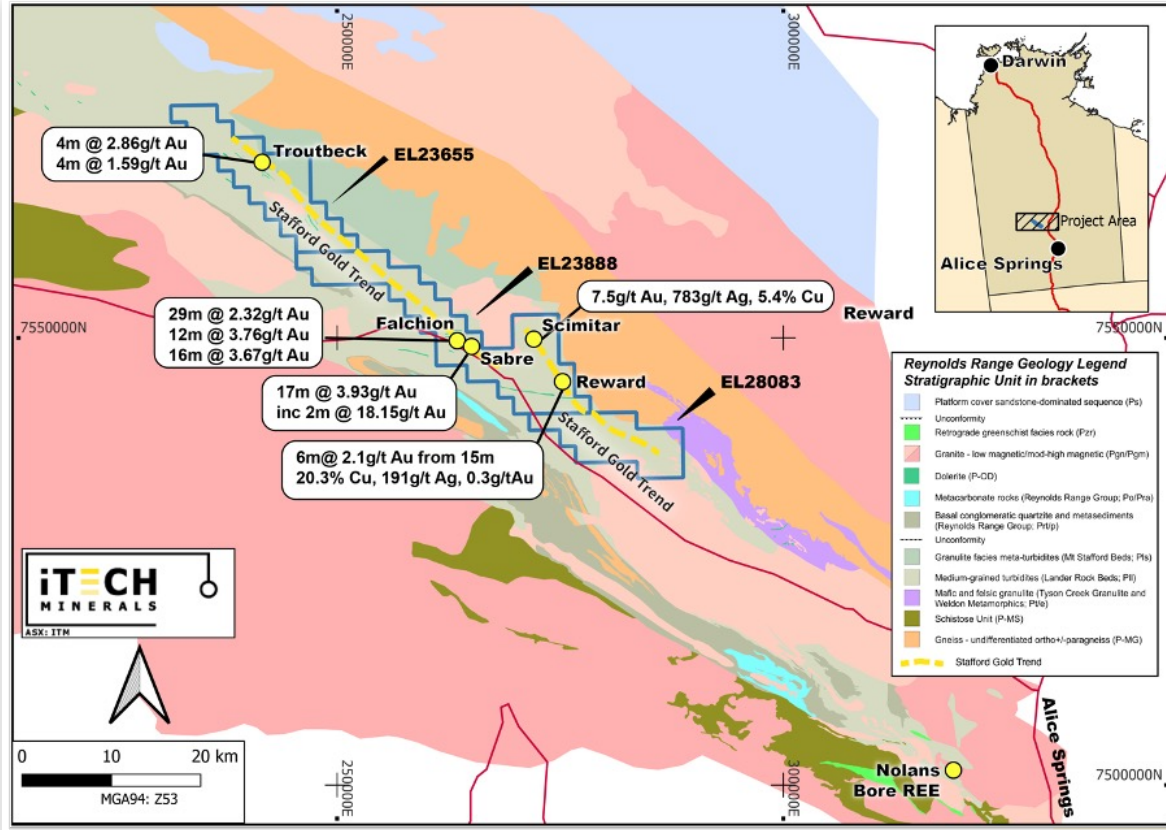 2500000E
3000000E
Darwin
Project Area
Alice Springs
4m @ 2.86g/t Au
4m @ 1.59g/t Au
Troutbeck
EL23655
Stafford Gold Trend
EL23888
7.5g/t Au, 783g/t Ag, 5.4% Cu
Reward
7550000N
7550000N
29m @ 2.32g/t Au
12m @ 3.76g/t Au
16m @ 3.67g/t Au
Falchion
Scimitar
Sabre
Reward
EL28083
17m @ 3.93g/t Au
inc 2m @ 18.15g/t Au
6m@ 2.1g/t Au from 15m
20.3% Cu, 191g/t Ag, 0.3g/tAu
Stafford Gold Trend
Reynolds Range Geology Legend
Stratigraphic Unit in brackets
Platform cover sandstone-dominated sequence (Ps)
Unconformity
Retrograde greenschist facies rock (Pzr)
Granite - low magnetic/mod-high magnetic (Pgn/Pgm)
Dolerite (P-OD)
Metacarbonate rocks (Reynolds Range Group; Po/Pra)
Basal conglomeratic quartzite and metasediments
(Reynolds Range Group; Prt/p)
Unconformity
Granulite facies meta-turbidites (Mt Stafford Beds; Pls)
Medium-grained turbidites (Lander Rock Beds; Pll)
Mafic and felsic granulite (Tyson Creek Granulite and
Weldon Metamorphics; Pt/e)
Schistose Unit (P-MS)
Gneiss - undifferentiated ortho+/-paragneiss (P-MG)
Stafford Gold Trend
iTECH
MINERALS
ASX: ITM
0 10 20 km
MGA94: Z53
2500000E
3000000E
Nolans
Bore REE
Alice Springs
7500000N